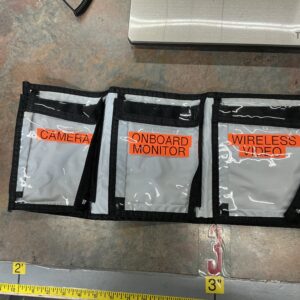 CAMERA
ONBOARD
MONITOR
WIRELESS
VIDEO
2'
3"